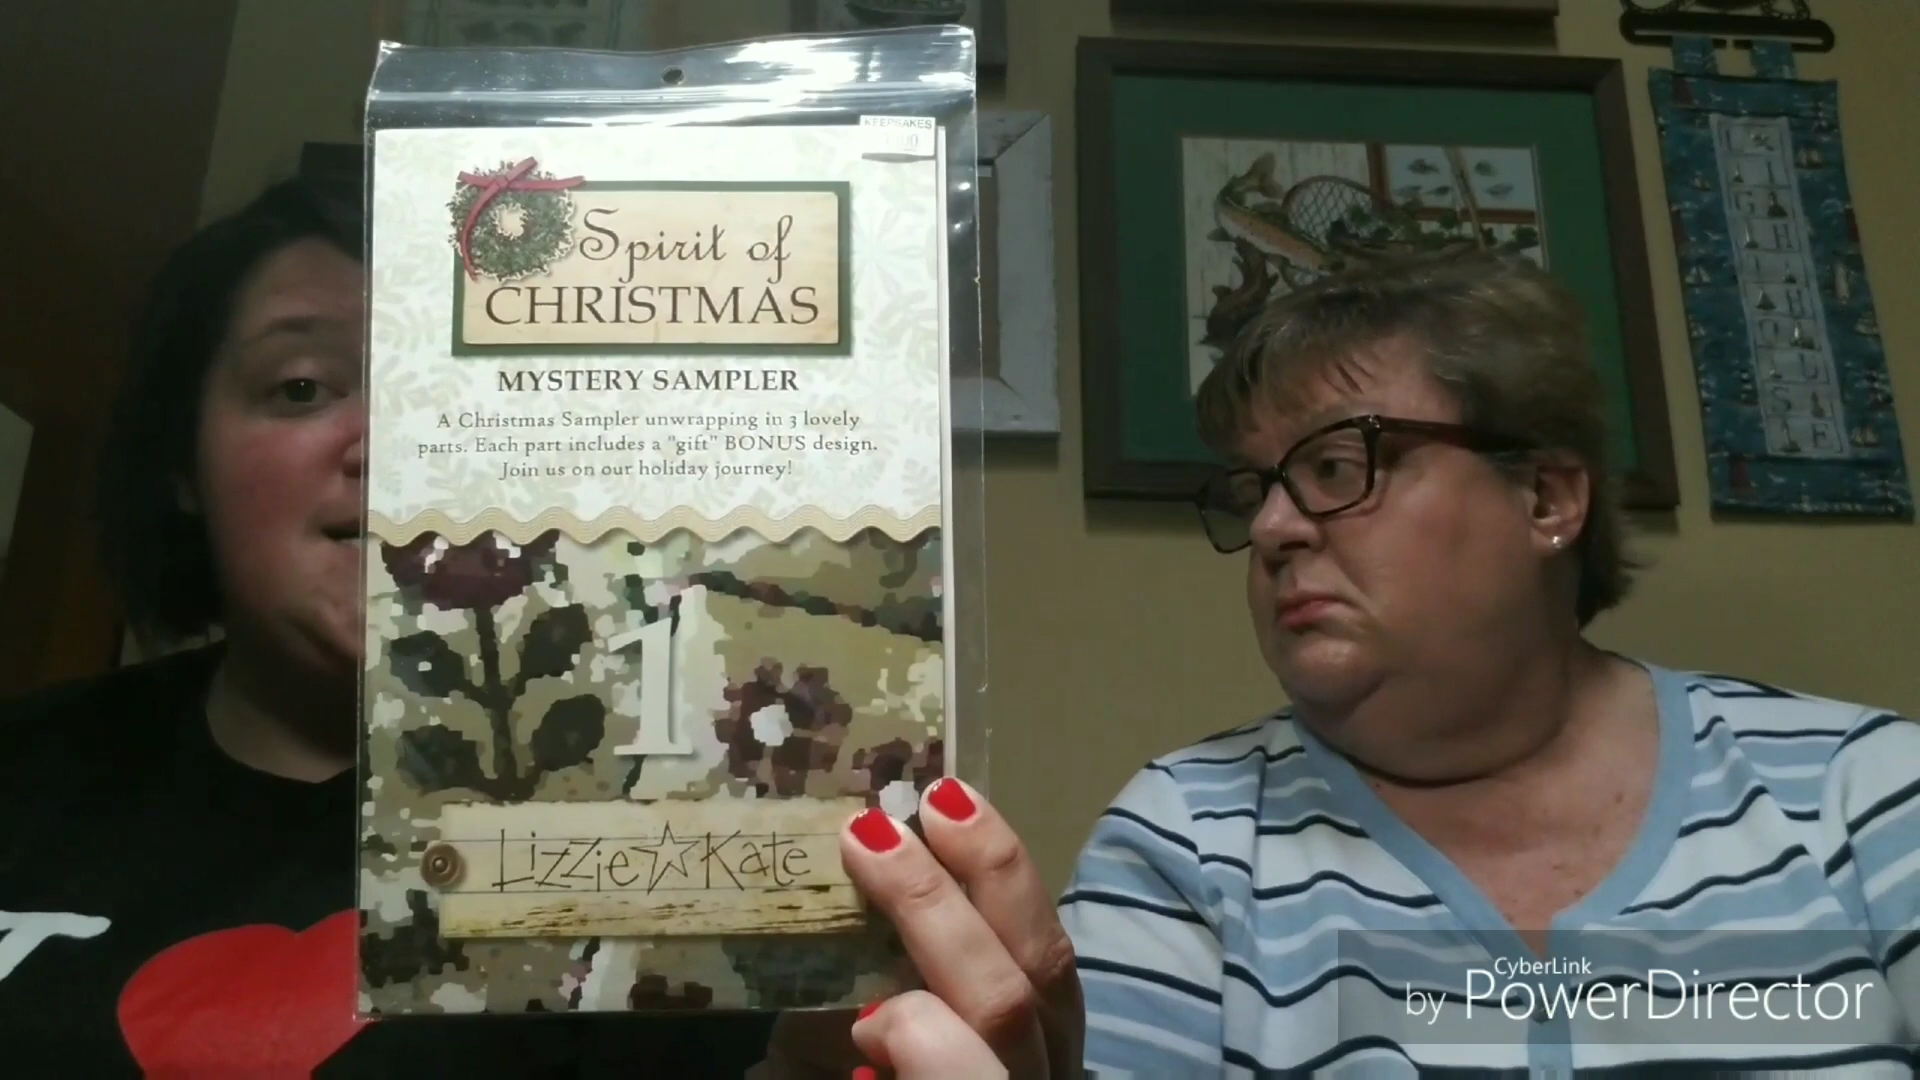 KEEPSAKES
Spirit of
CHRISTMAS
MYSTERY SAMPLER
A Christmas Sampler unwrapping in 3 lovely
parts. Each part includes a "gift" BONUS design.
Join us on our holiday journey!
1
Lizzie Kate
CyberLink
by PowerDirector